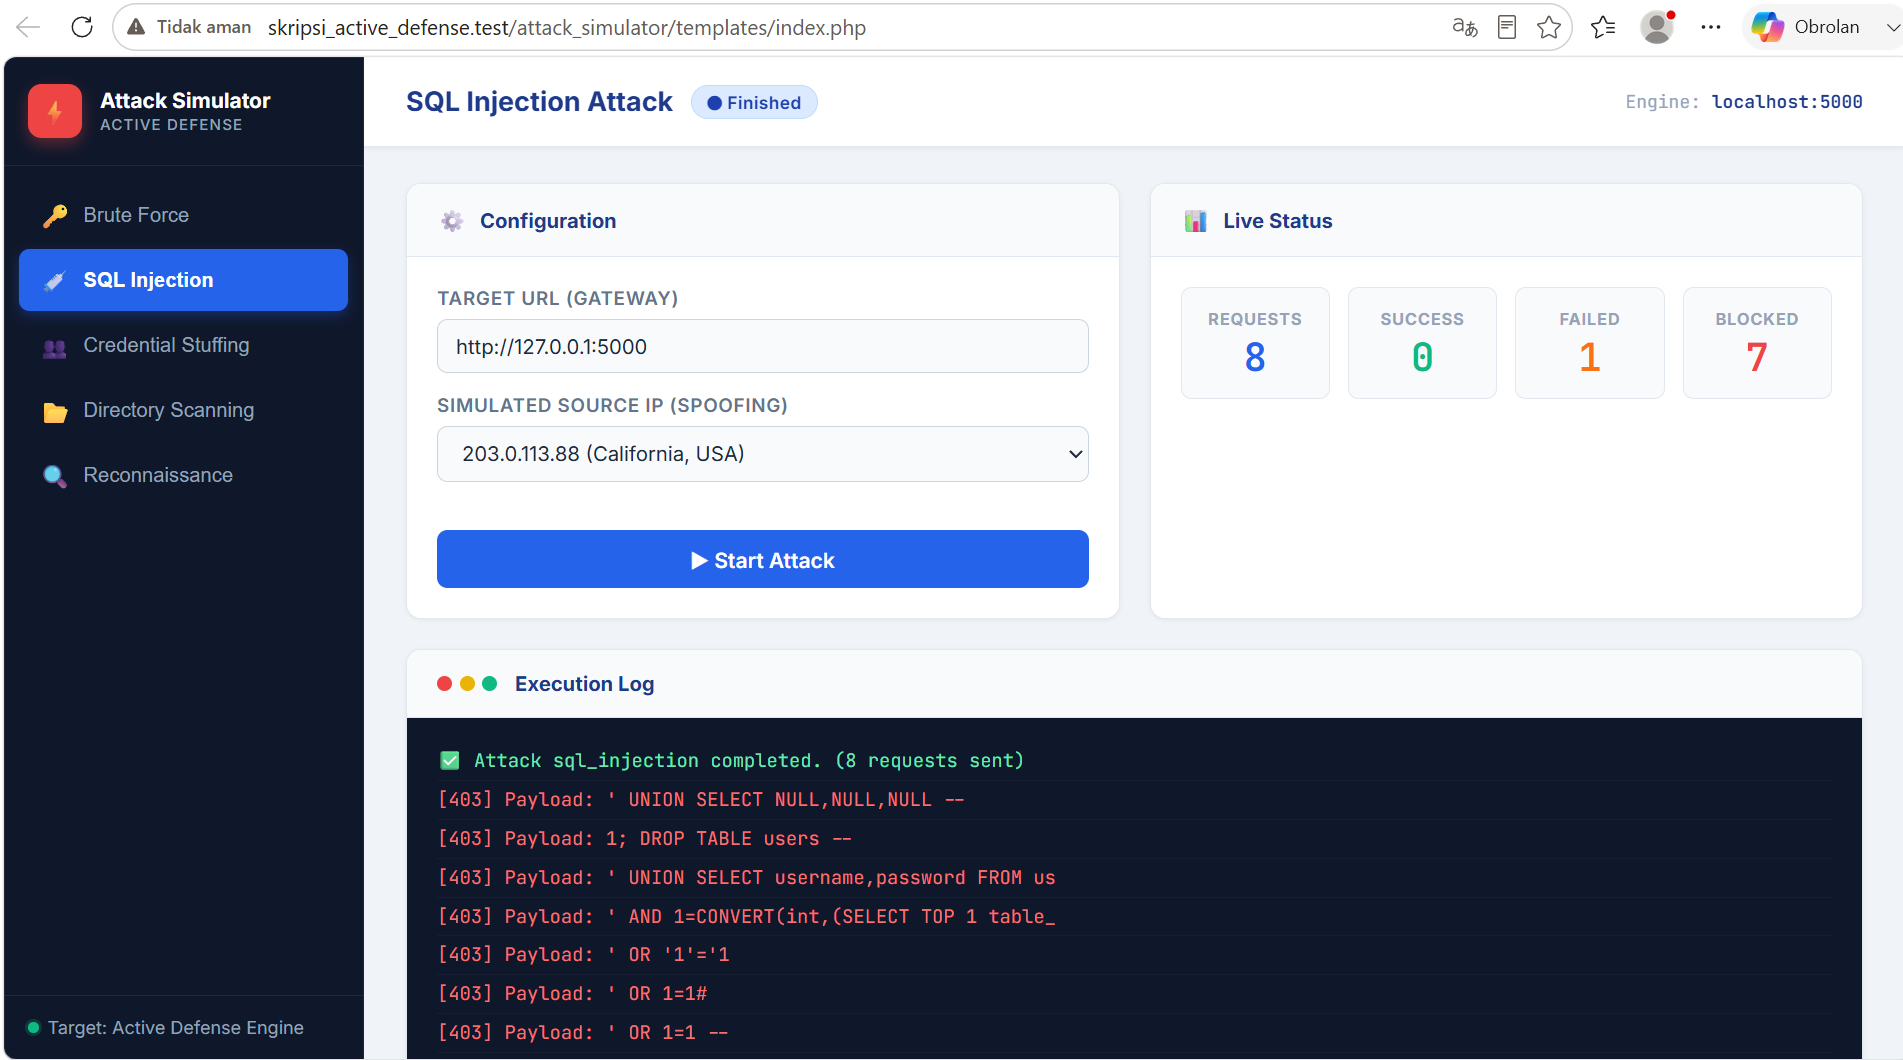 Tidak aman
skripsi_active_defense.test/attack_simulator/templates/index.php
Obrolan
Attack Simulator
ACTIVE DEFENSE
Brute Force
SQL Injection
Credential Stuffing
Directory Scanning
Reconnaissance
Target: Active Defense Engine
SQL Injection Attack
Finished
Engine: localhost:5000
Configuration
TARGET URL (GATEWAY)
http://127.0.0.1:5000
SIMULATED SOURCE IP (SPOOFING)
203.0.113.88 (California, USA)
Start Attack
Live Status
REQUESTS
8
SUCCESS
0
FAILED
1
BLOCKED
7
Execution Log
Attack sql_injection completed. (8 requests sent)
[403] Payload: ' UNION SELECT NULL,NULL,NULL --
[403] Payload: 1; DROP TABLE users --
[403] Payload: ' UNION SELECT username,password FROM us
[403] Payload: ' AND 1=CONVERT(int,(SELECT TOP 1 table_
[403] Payload: ' OR '1'='1
[403] Payload: ' OR 1=1#
[403] Payload: ' OR 1=1 --